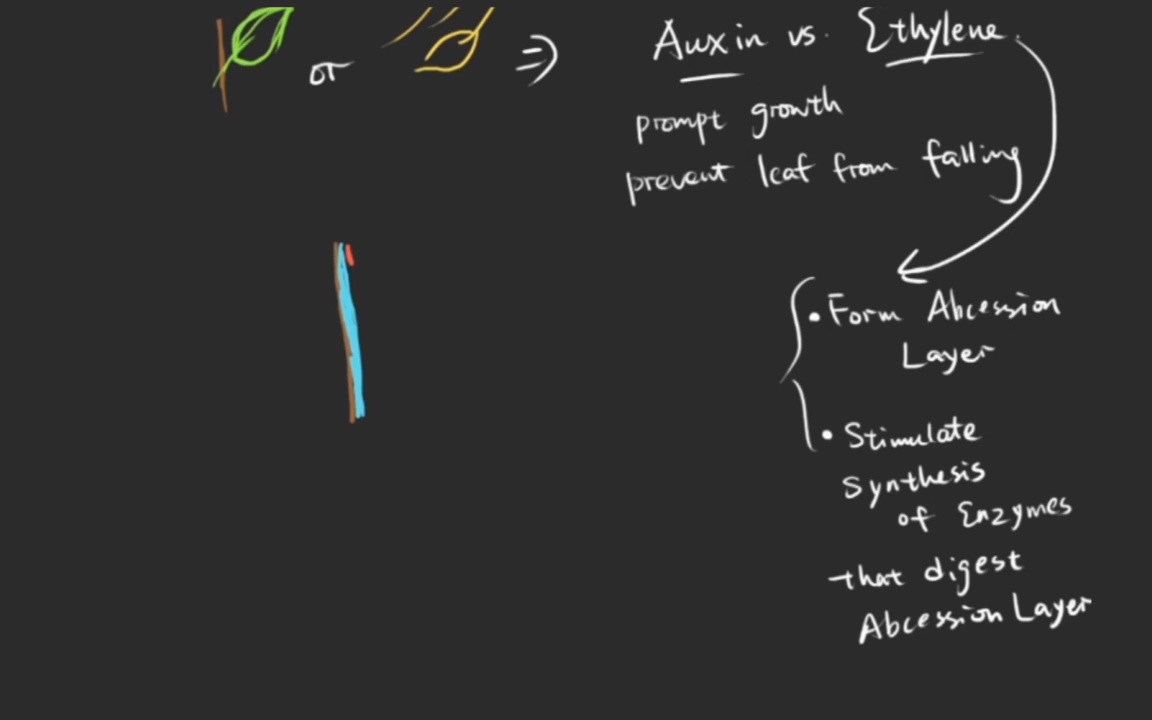 or ⇒ Auxin vs. Ethylene
prompt growth
prevent leaf from falling
• Form Abcession
Layer
• Stimulate
Synthesis
of Enzymes
that digest
Abcession Layer